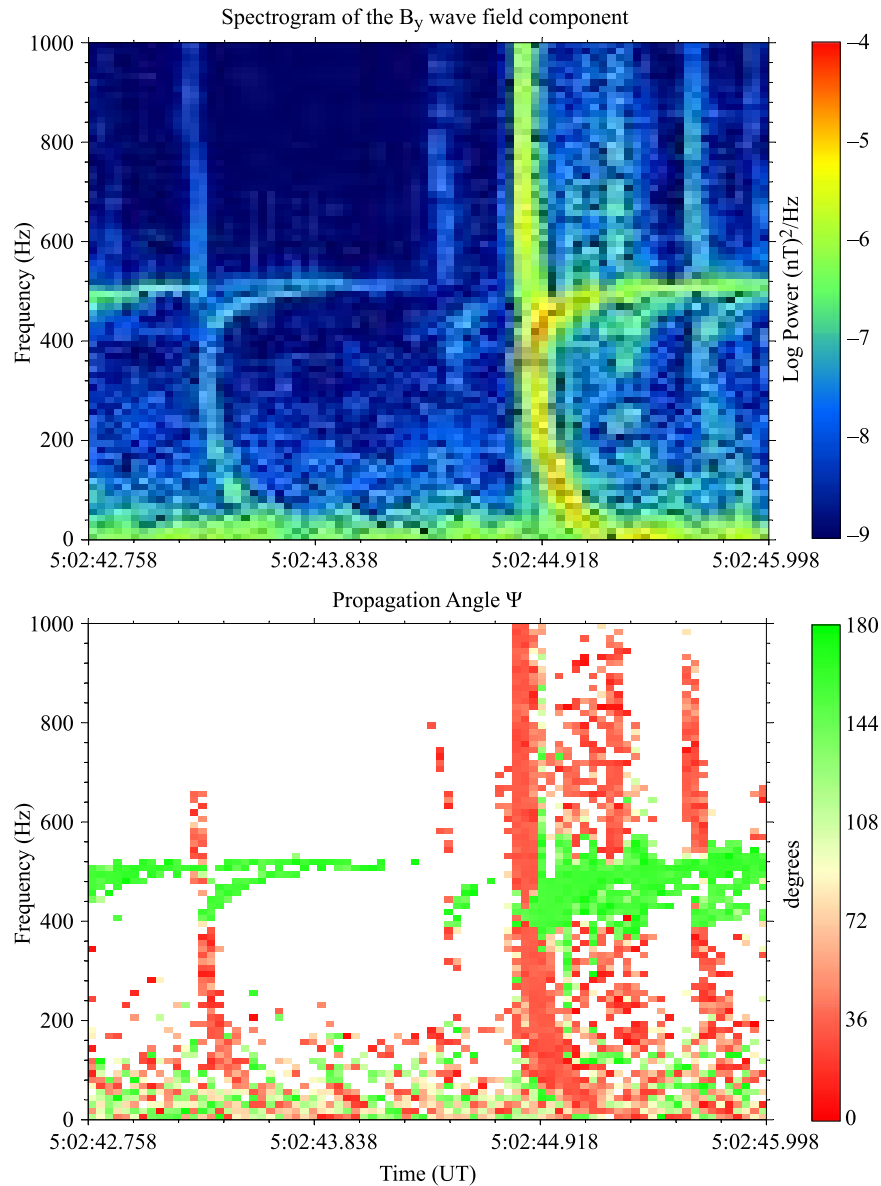 Spectrogram of the By wave field component
1000
800
600
400
200
0
Frequency (Hz)
5:02:42.758 5:02:43.838 5:02:44.918 5:02:45.998
–4
–5
–6
–7
–8
–9
Log Power (nT)2/Hz
Propagation Angle Ψ
1000
800
600
400
200
0
Frequency (Hz)
5:02:42.758 5:02:43.838 5:02:44.918 5:02:45.998
Time (UT)
180
144
108
72
36
0
degrees